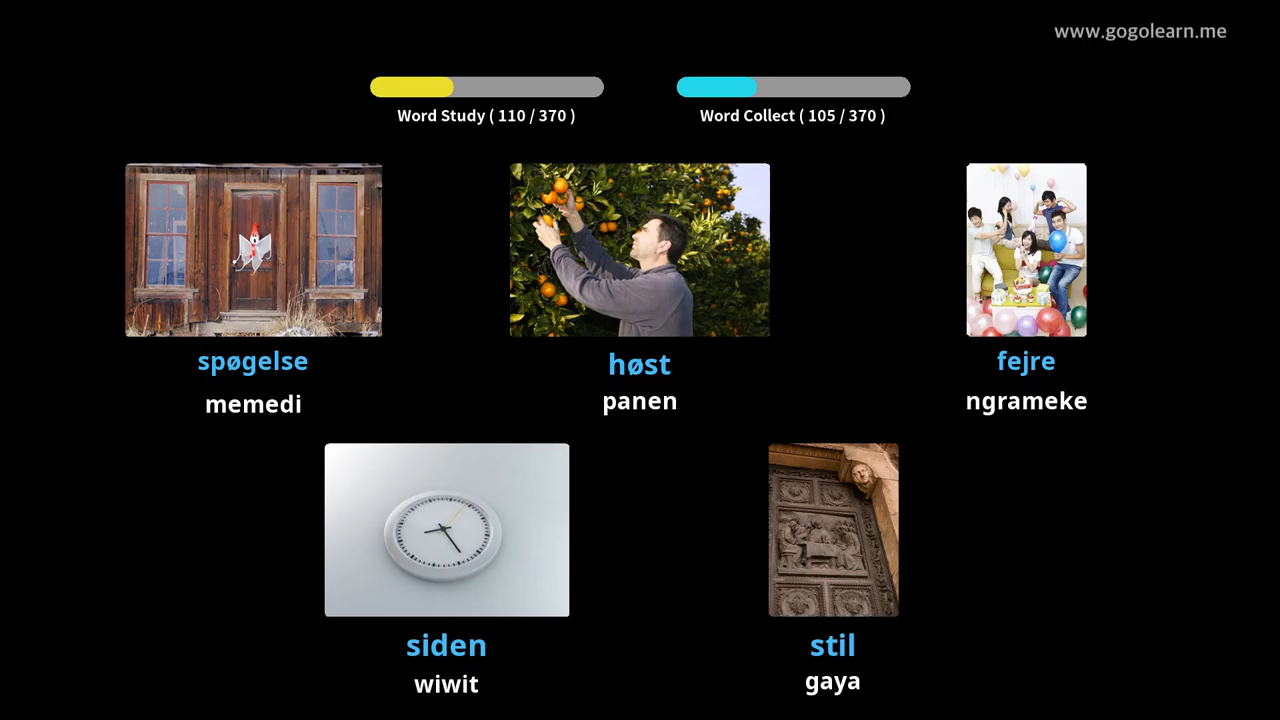 www.gogolearn.me
Word Study ( 110 / 370 )
Word Collect ( 105 / 370 )
spøgelse
memedi
høst
panen
fejre
ngrameke
siden
wiwit
stil
gaya